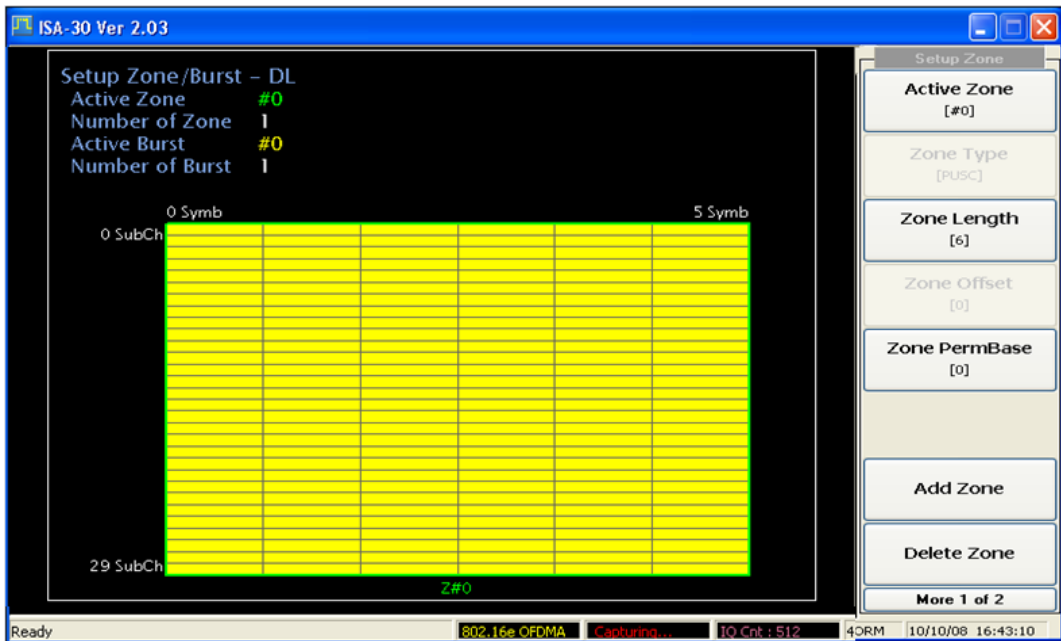 ISA-30 Ver 2.03
Setup Zone/Burst - DL
Active Zone #0
Number of Zone 1
Active Burst #0
Number of Burst 1
0 Symb 5 Symb
0 SubCh
29 SubCh
Z#0
Setup Zone
Active Zone
[#0]
Zone Type
[PUSC]
Zone Length
[6]
Zone Offset
[0]
Zone PermBase
[0]
Add Zone
Delete Zone
More 1 of 2
Ready 802.16e OFDMA Capturing... IQ Cnt : 512 4ORM 10/10/08 16:43:10